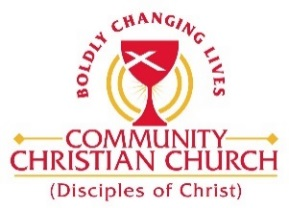 BOLDLY CHANGING LIVES
COMMUNITY
CHRISTIAN CHURCH
(Disciples of Christ)